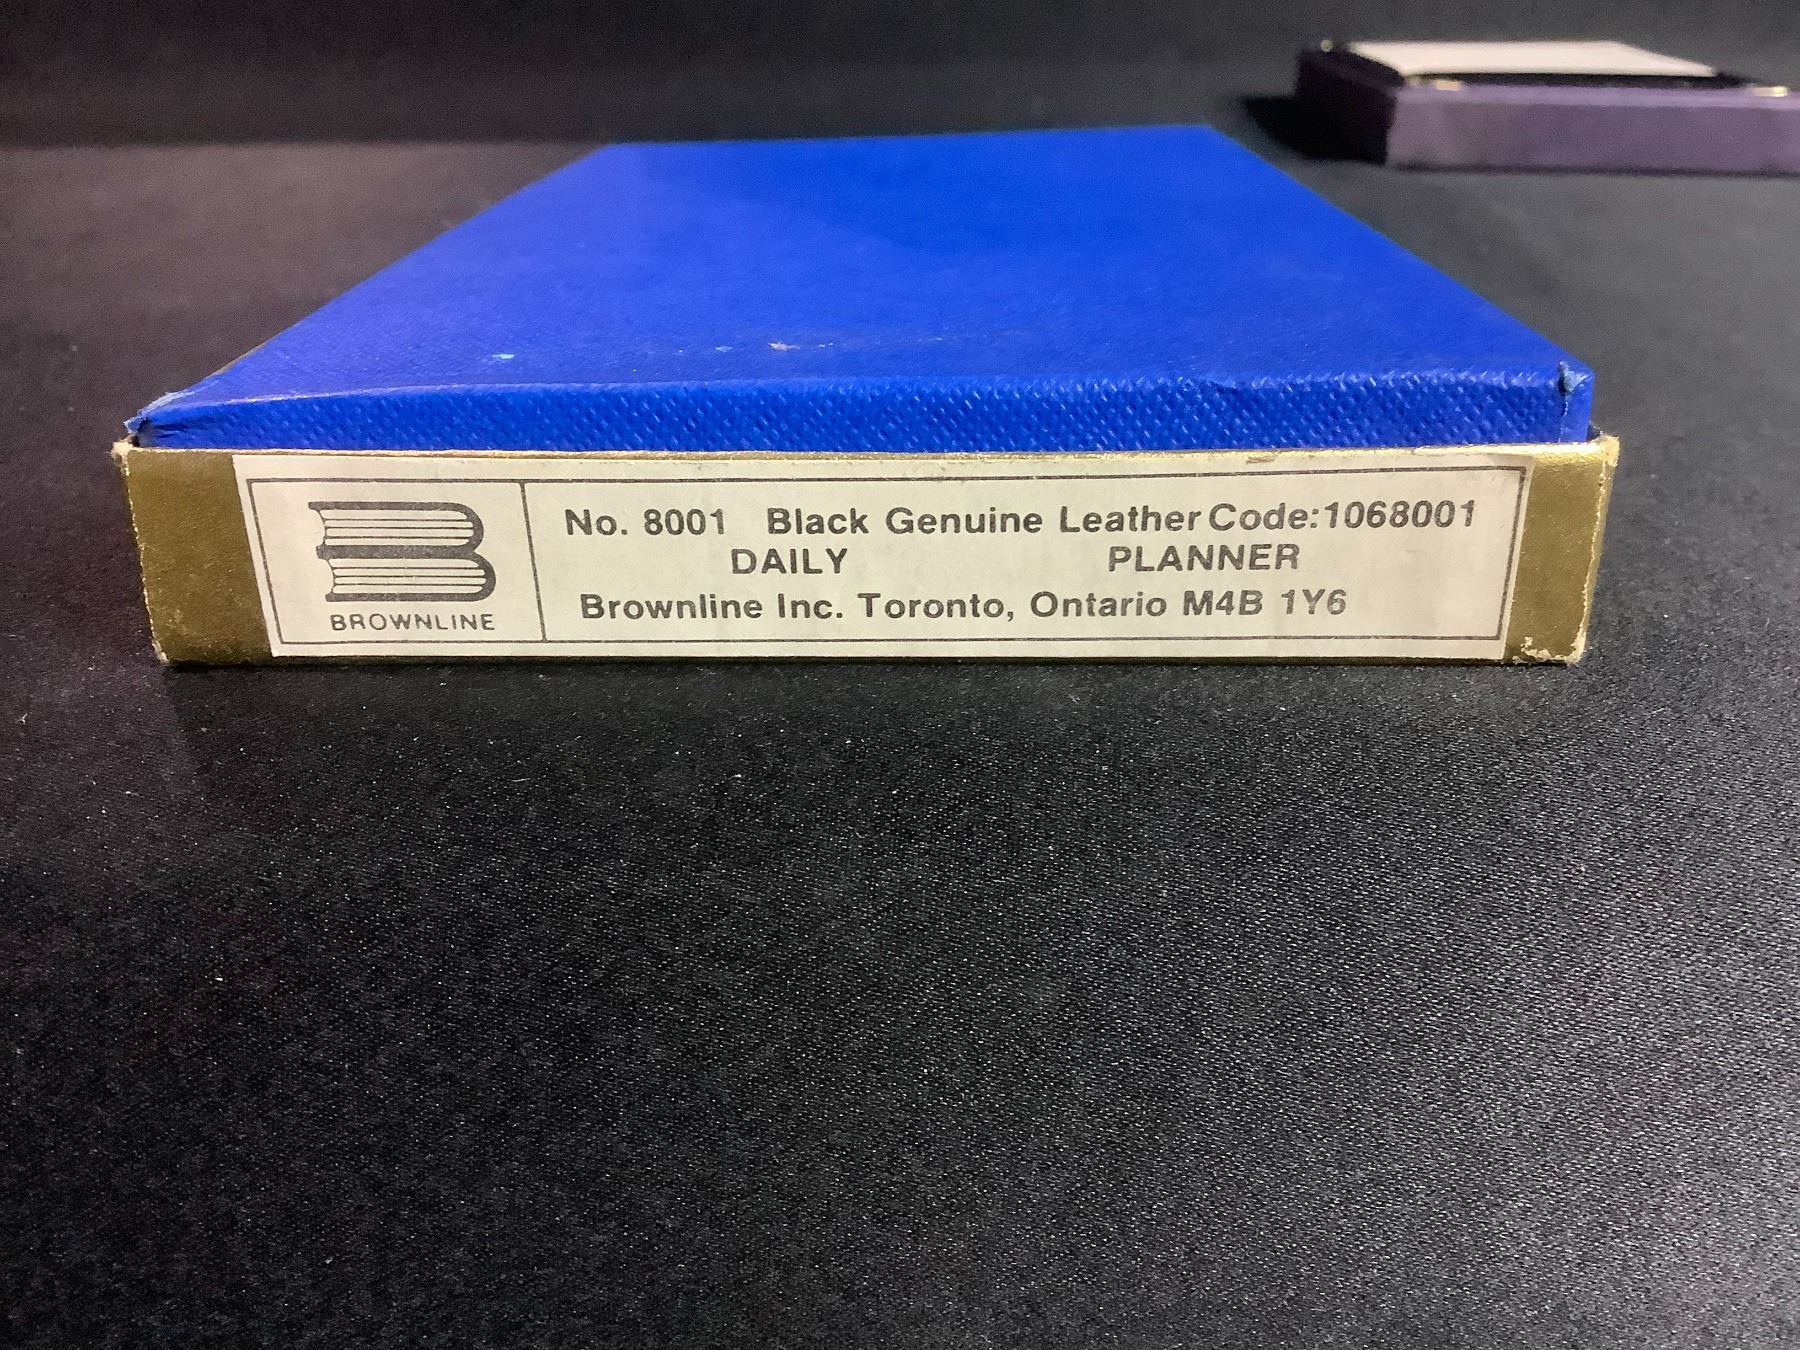 BROWNLINE
No. 8001 Black Genuine Leather Code:1068001
DAILY PLANNER
Brownline Inc. Toronto, Ontario M4B 1Y6